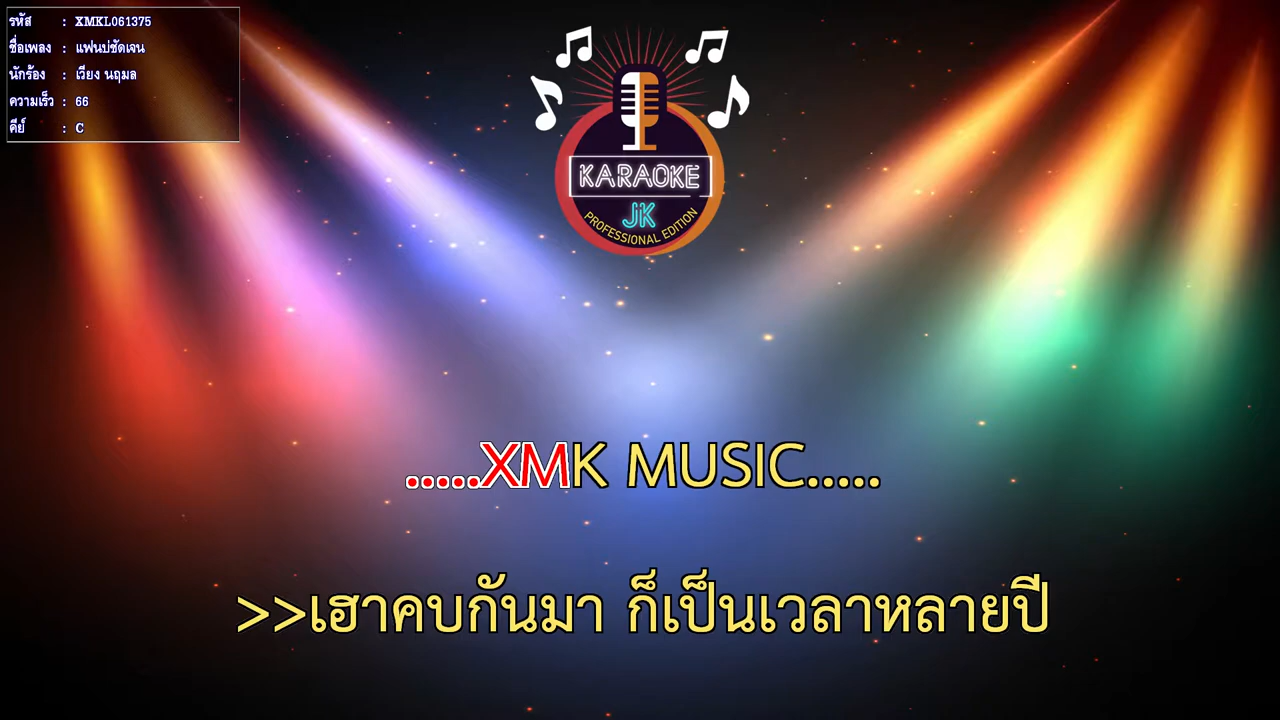 รหัส : XMKL061375
ชื่อเพลง : แฟนบ่ชัดเจน
นักร้อง : เวียง นฤมล
ความเร็ว : 66
คีย์ : C
KARAOKE
JK
PROFESSIONAL EDITION
.....XMK MUSIC.....
>>เฮาคบกันมา ก็เป็นเวลาหลายปี